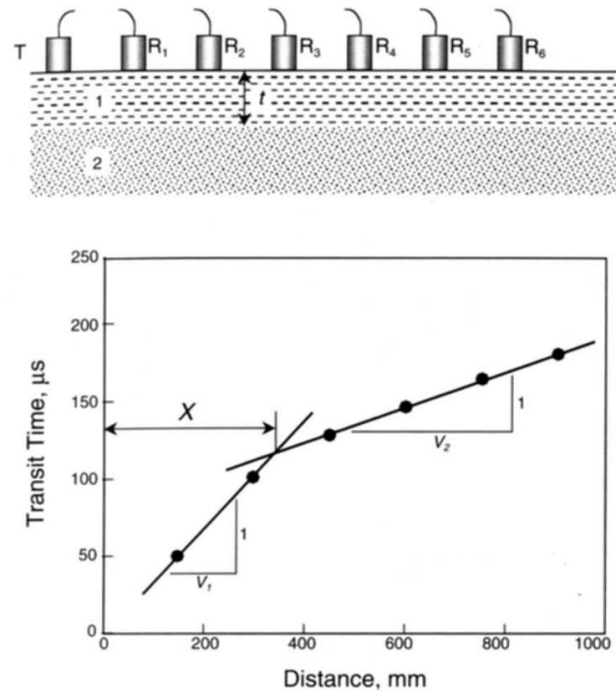 T R₁ R₂ R₃ R₄ R₅ R₆
1 t
2
250
200
150
100
50
0
X
1
V₂
1
V₁
0 200 400 600 800 1000
Transit Time, μs
Distance, mm